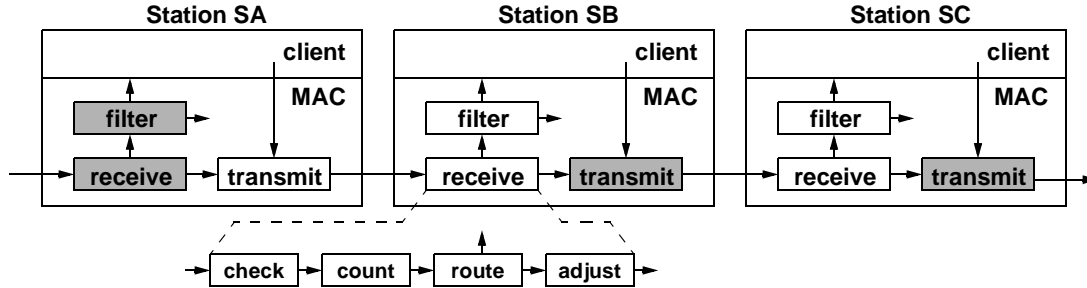 Station SA Station SB Station SC
client client client
MAC MAC MAC
filter filter filter
receive transmit receive transmit receive transmit
check count route adjust